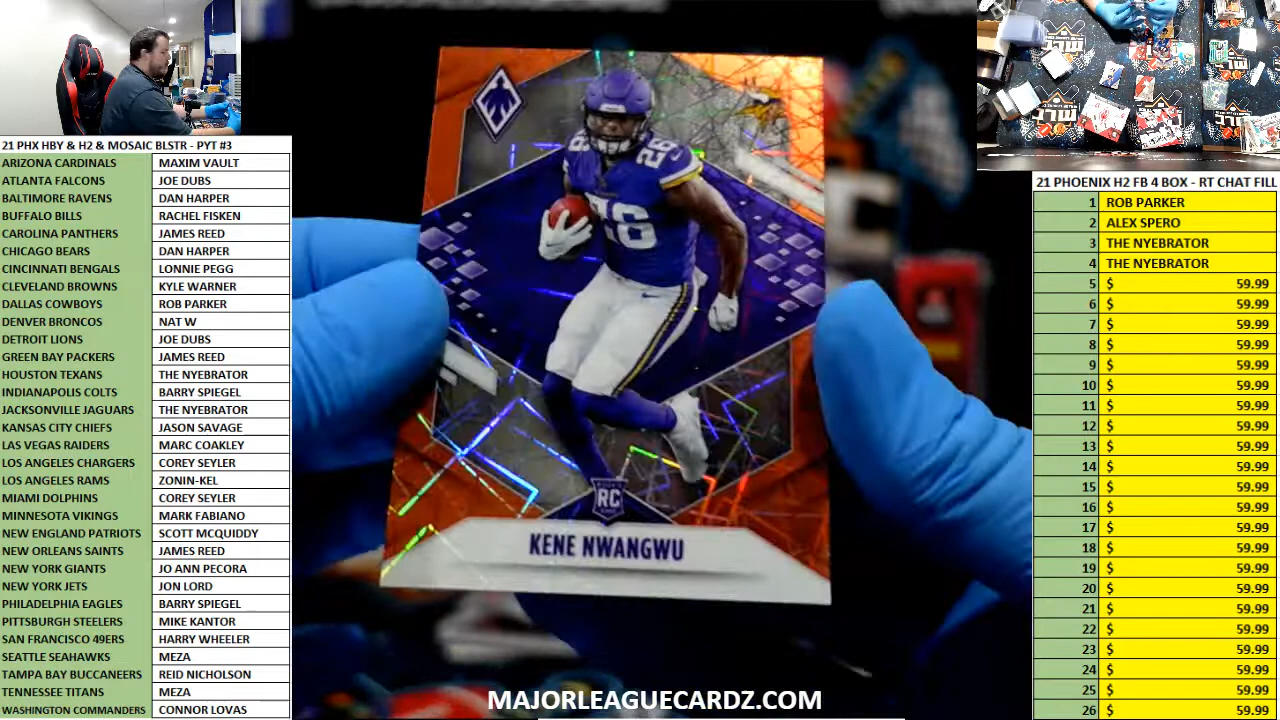 21 PHX HBY & H2 & MOSAIC BLSTR - PYT #3
ARIZONA CARDINALS MAXIM VAULT
ATLANTA FALCONS JOE DUBS
BALTIMORE RAVENS DAN HARPER
BUFFALO BILLS RACHEL FISKEN
CAROLINA PANTHERS JAMES REED
CHICAGO BEARS DAN HARPER
CINCINNATI BENGALS LONNIE PEGG
CLEVELAND BROWNS KYLE WARNER
DALLAS COWBOYS ROB PARKER
DENVER BRONCOS NAT W
DETROIT LIONS JOE DUBS
GREEN BAY PACKERS JAMES REED
HOUSTON TEXANS THE NYEBRATOR
INDIANAPOLIS COLTS BARRY SPIEGEL
JACKSONVILLE JAGUARS THE NYEBRATOR
KANSAS CITY CHIEFS JASON SAVAGE
LAS VEGAS RAIDERS MARC COAKLEY
LOS ANGELES CHARGERS COREY SEYLER
LOS ANGELES RAMS ZONIN-KEL
MIAMI DOLPHINS COREY SEYLER
MINNESOTA VIKINGS MARK FABIANO
NEW ENGLAND PATRIOTS SCOTT MCQUIDDY
NEW ORLEANS SAINTS JAMES REED
NEW YORK GIANTS JO ANN PECORA
NEW YORK JETS JON LORD
PHILADELPHIA EAGLES BARRY SPIEGEL
PITTSBURGH STEELERS MIKE KANTOR
SAN FRANCISCO 49ERS HARRY WHEELER
SEATTLE SEAHAWKS MEZA
TAMPA BAY BUCCANEERS REID NICHOLSON
TENNESSEE TITANS MEZA
WASHINGTON COMMANDERS CONNOR LOVAS
26
26
26
RC
KENE NWANGWU
MAJORLEAGUECARDZ.COM
21 PHOENIX H2 FB 4 BOX - RT CHAT FILL
1 ROB PARKER
2 ALEX SPERO
3 THE NYEBRATOR
4 THE NYEBRATOR
5 $ 59.99
6 $ 59.99
7 $ 59.99
8 $ 59.99
9 $ 59.99
10 $ 59.99
11 $ 59.99
12 $ 59.99
13 $ 59.99
14 $ 59.99
15 $ 59.99
16 $ 59.99
17 $ 59.99
18 $ 59.99
19 $ 59.99
20 $ 59.99
21 $ 59.99
22 $ 59.99
23 $ 59.99
24 $ 59.99
25 $ 59.99
26 $ 59.99